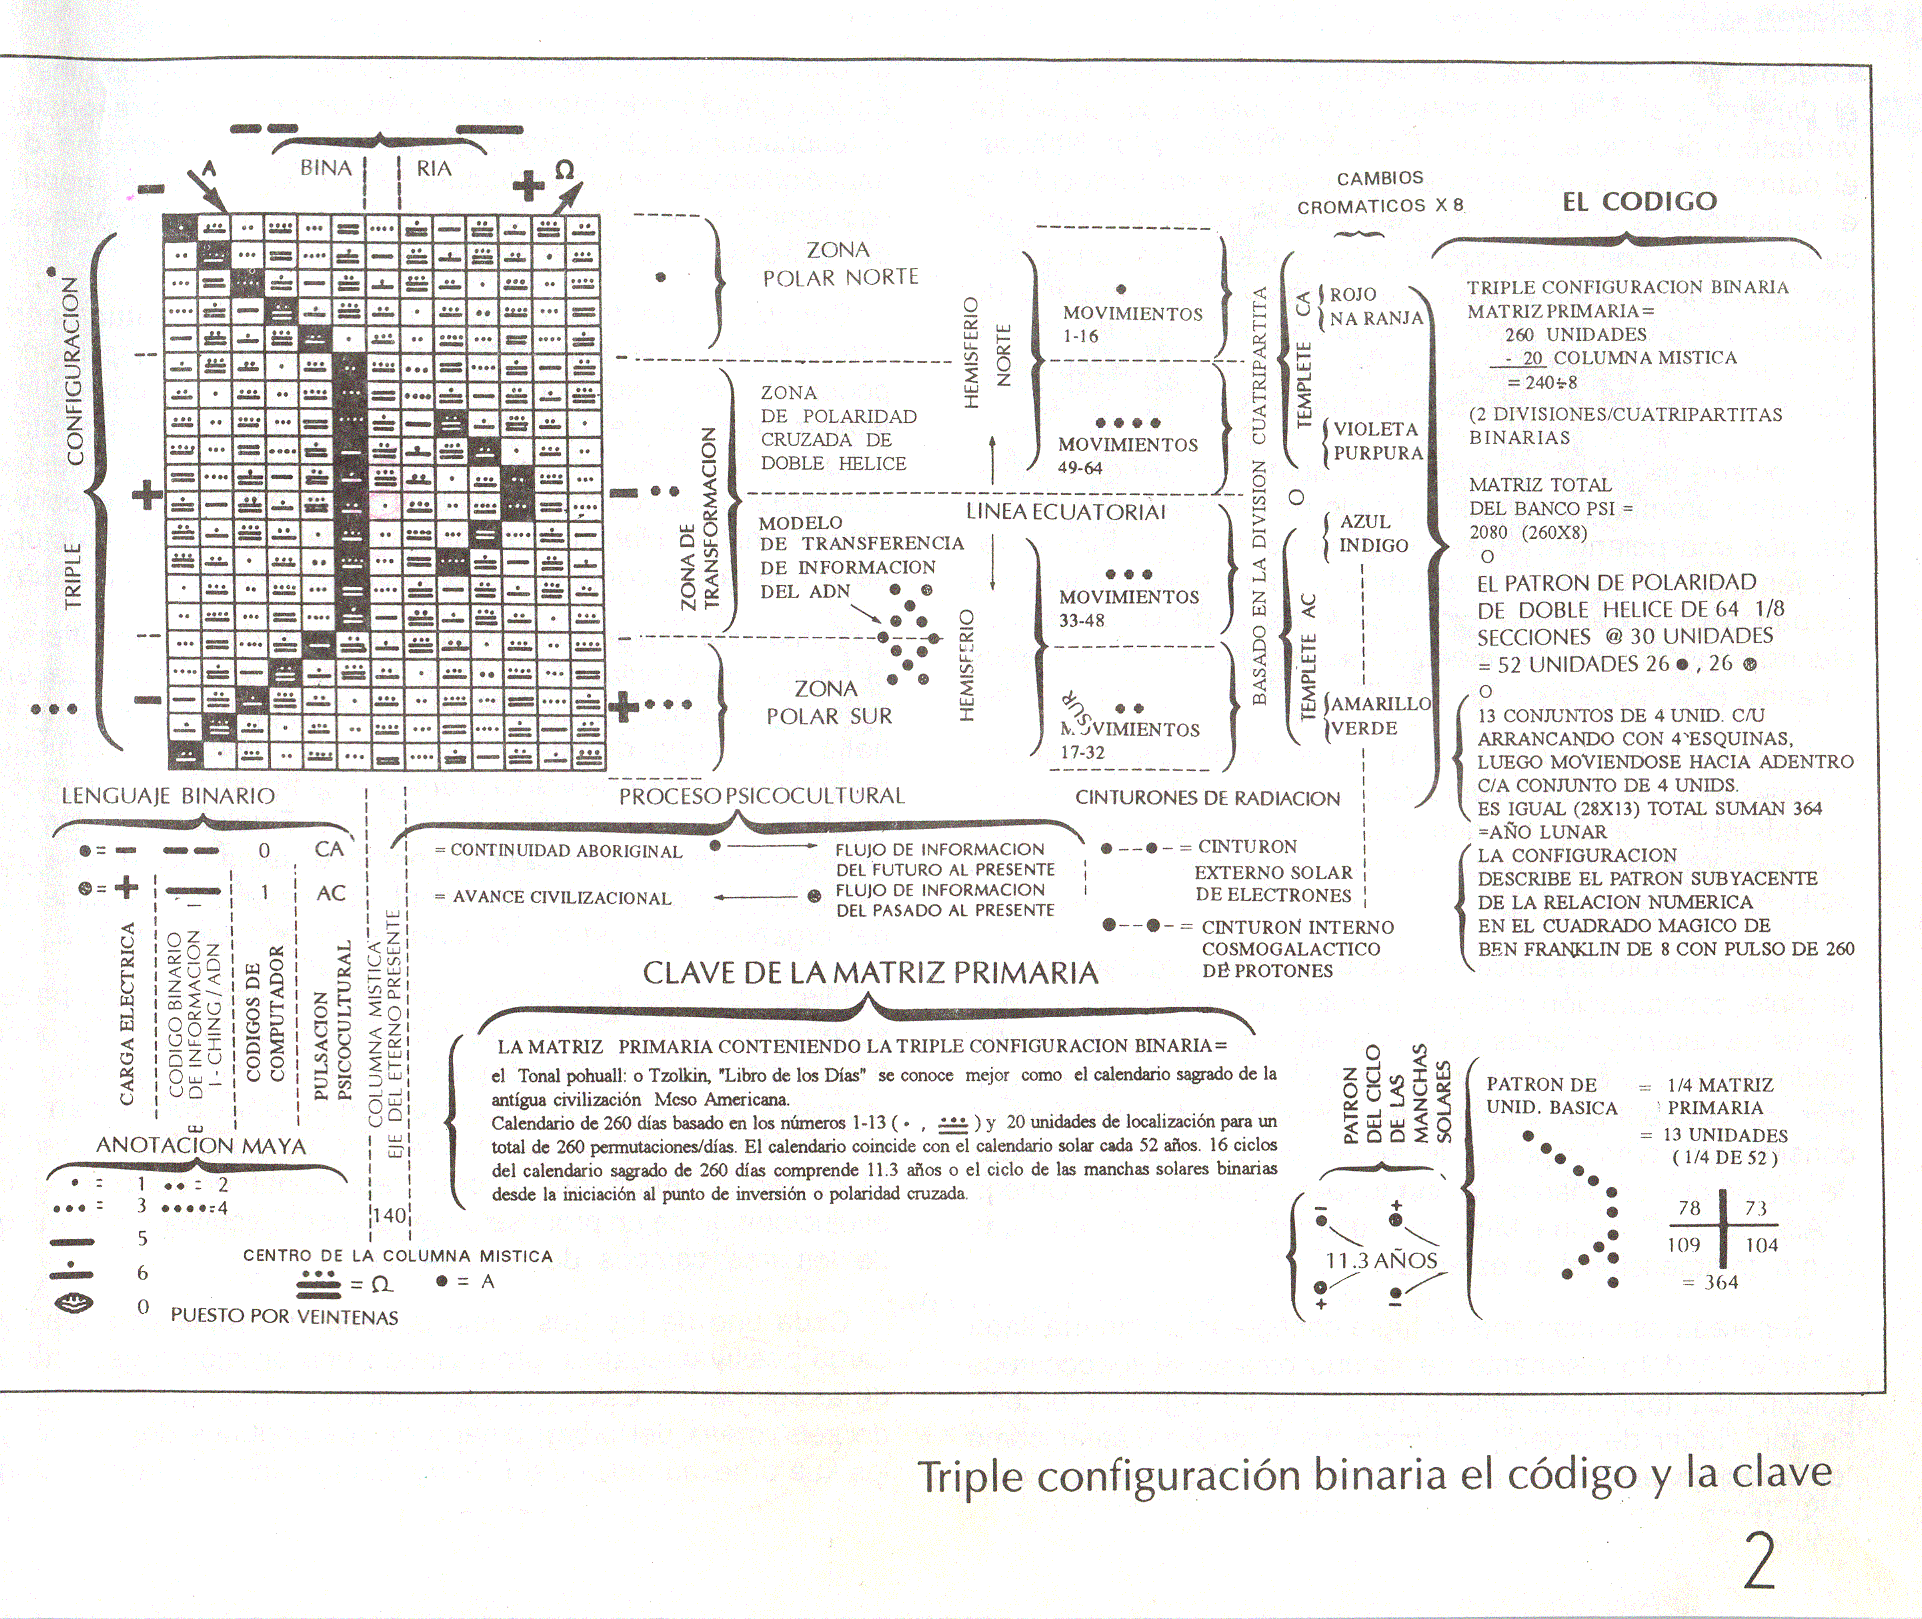 BINA RIA
A
Ω
TRIPLE CONFIGURACION
ZONA
POLAR NORTE
ZONA DE
TRANSFORMACION
ZONA
DE POLARIDAD
CRUZADA DE
DOBLE HELICE
MODELO
DE TRANSFERENCIA
DE INFORMACION
DEL ADN
ZONA
POLAR SUR
HEMISFERIO
NORTE
LINEA ECUATORIAl
HEMISFERIO
SUR
MOVIMIENTOS
1-16
MOVIMIENTOS
49-64
MOVIMIENTOS
33-48
MOVIMIENTOS
17-32
BASADO EN LA DIVISION CUATRIPARTITA
CAMBIOS
CROMATICOS X 8
TEMPLETE CA
O
TEMPLETE AC
ROJO
NA RANJA
VIOLETA
PURPURA
AZUL
INDIGO
AMARILLO
VERDE
EL CODIGO
TRIPLE CONFIGURACION BINARIA
MATRIZ PRIMARIA=
260 UNIDADES
- 20 COLUMNA MISTICA
= 240÷8
(2 DIVISIONES/CUATRIPARTITAS
BINARIAS
MATRIZ TOTAL
DEL BANCO PSI =
2080 (260X8)
O
EL PATRON DE POLARIDAD
DE DOBLE HELICE DE 64 1/8
SECCIONES @ 30 UNIDADES
= 52 UNIDADES 26 ●, 26 ●
O
13 CONJUNTOS DE 4 UNID. C/U
ARRANCANDO CON 4 ESQUINAS,
LUEGO MOVIENDOSE HACIA ADENTRO
C/A CONJUNTO DE 4 UNIDS.
ES IGUAL (28X13) TOTAL SUMAN 364
=AÑO LUNAR
LA CONFIGURACION
DESCRIBE EL PATRON SUBYACENTE
DE LA RELACION NUMERICA
EN EL CUADRADO MAGICO DE
BEN FRANKLIN DE 8 CON PULSO DE 260
LENGUAJE BINARIO
● = – – – 0 CA
● = + — 1 AC
CARGA ELECTRICA
CODIGO BINARIO
DE INFORMACION
I - CHING / ADN
CODIGOS DE
COMPUTADOR
PULSACION
PSICOCULTURAL
COLUMNA MISTICA
EJE DEL ETERNO PRESENTE
140
PROCESO PSICOCULTURAL
= CONTINUIDAD ABORIGINAL
FLUJO DE INFORMACION
DEL FUTURO AL PRESENTE
= AVANCE CIVILIZACIONAL
FLUJO DE INFORMACION
DEL PASADO AL PRESENTE
CINTURONES DE RADIACION
= CINTURON
EXTERNO SOLAR
DE ELECTRONES
= CINTURON INTERNO
COSMOGALACTICO
DE PROTONES
CLAVE DE LA MATRIZ PRIMARIA
LA MATRIZ PRIMARIA CONTENIENDO LA TRIPLE CONFIGURACION BINARIA=
el Tonal pohuall: o Tzolkin, "Libro de los Días" se conoce mejor como el calendario sagrado de la
antígua civilización Meso Americana.
Calendario de 260 días basado en los números 1-13 ( • , ) y 20 unidades de localización para un
total de 260 permutaciones/días. El calendario coincide con el calendario solar cada 52 años. 16 ciclos
del calendario sagrado de 260 días comprende 11.3 años o el ciclo de las manchas solares binarias
desde la iniciación al punto de inversión o polaridad cruzada.
ANOTACION MAYA
• = 1 •• = 2
••• = 3 ••••=4
5
6
0
CENTRO DE LA COLUMNA MISTICA
= Ω ● = A
PUESTO POR VEINTENAS
PATRON
DEL CICLO
DE LAS
MANCHAS
SOLARES
11.3 AÑOS
PATRON DE
UNID. BASICA
= 1/4 MATRIZ
PRIMARIA
= 13 UNIDADES
( 1/4 DE 52 )
78 73
109 104
= 364
Triple configuración binaria el código y la clave
2